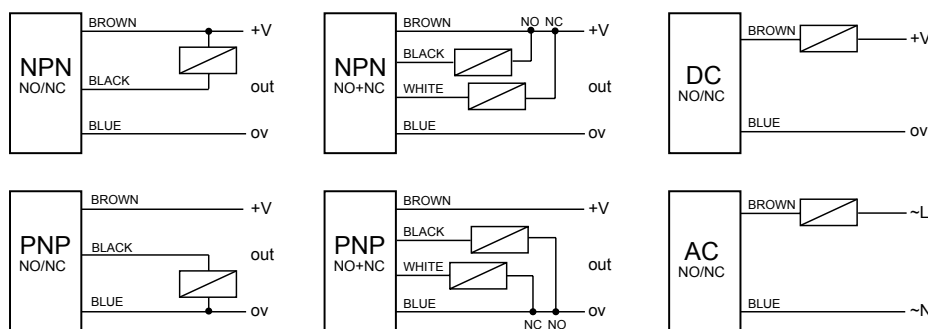 BROWN +V
NPN
NO/NC
BLACK out
BLUE ov
NO NC
BROWN +V
NPN
NO+NC
BLACK
WHITE out
BLUE ov
BROWN +V
DC
NO/NC
BLUE ov
BROWN +V
PNP
NO/NC
BLACK out
BLUE ov
BROWN +V
PNP
NO+NC
BLACK
WHITE out
BLUE ov
NC NO
BROWN ~L
AC
NO/NC
BLUE ~N